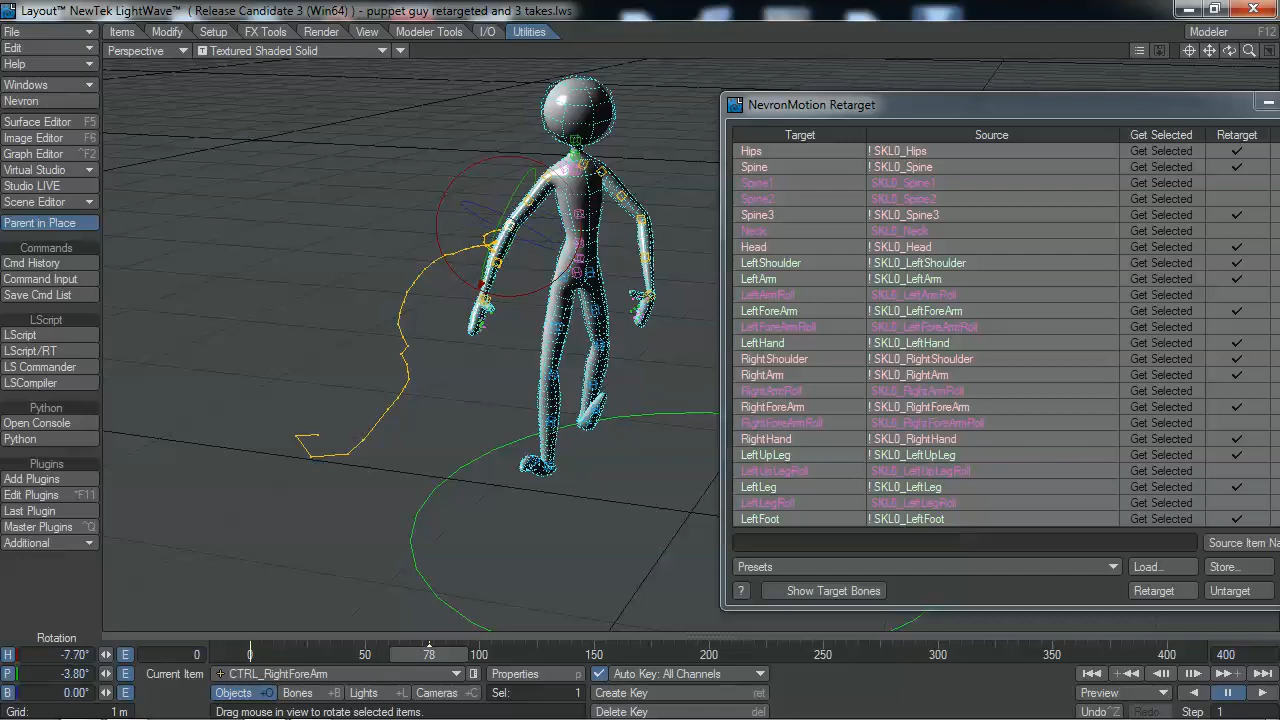 Layout™ NewTek LightWave™ ( Release Candidate 3 (Win64) ) - puppet guy retargeted and 3 takes.lws
File Items Modify Setup FX Tools Render View Modeler Tools I/O Utilities Modeler F12
Edit
Perspective Textured Shaded Solid
Help
Windows
Nevron
Surface Editor F5
Image Editor F6
Graph Editor ^F2
Virtual Studio
Studio LIVE
Scene Editor
Parent in Place
Commands
Cmd History
Command Input
Save Cmd List
LScript
LScript
LScript/RT
LS Commander
LSCompiler
Python
Open Console
Python
Plugins
Add Plugins
Edit Plugins ^F11
Last Plugin
Master Plugins ^Q
Additional
NevronMotion Retarget
Target Source Get Selected Retarget
Hips ! SKL0_Hips Get Selected
Spine ! SKL0_Spine Get Selected
Spine1 SKL0_Spine1 Get Selected
Spine2 SKL0_Spine2 Get Selected
Spine3 ! SKL0_Spine3 Get Selected
Neck SKL0_Neck Get Selected
Head ! SKL0_Head Get Selected
LeftShoulder ! SKL0_LeftShoulder Get Selected
LeftArm ! SKL0_LeftArm Get Selected
LeftArmRoll SKL0_LeftArmRoll Get Selected
LeftForeArm ! SKL0_LeftForeArm Get Selected
LeftForeArmRoll SKL0_LeftForeArmRoll Get Selected
LeftHand ! SKL0_LeftHand Get Selected
RightShoulder ! SKL0_RightShoulder Get Selected
RightArm ! SKL0_RightArm Get Selected
RightArmRoll SKL0_RightArmRoll Get Selected
RightForeArm ! SKL0_RightForeArm Get Selected
RightForeArmRoll SKL0_RightForeArmRoll Get Selected
RightHand ! SKL0_RightHand Get Selected
LeftUpLeg ! SKL0_LeftUpLeg Get Selected
LeftUpLegRoll SKL0_LeftUpLegRoll Get Selected
LeftLeg ! SKL0_LeftLeg Get Selected
LeftLegRoll SKL0_LeftLegRoll Get Selected
LeftFoot ! SKL0_LeftFoot Get Selected
Source Item Na
Presets Load... Store...
? Show Target Bones Retarget Untarget
Rotation
H -7.70° E 0 0 50 78 100 150 200 250 300 350 400 400
P -3.80° E Current Item CTRL_RightForeArm Properties p Auto Key: All Channels
B 0.00° E Objects +O Bones +B Lights +L Cameras +C Sel: 1 Create Key ret Preview
Grid: 1 m Drag mouse in view to rotate selected items. Delete Key del Undo^Z Redo Step 1